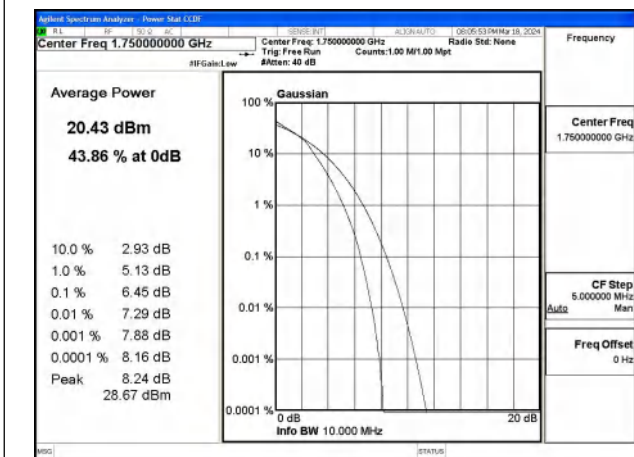 Agilent Spectrum Analyzer - Power Stat CCDF
RL RF 50 Ω AC SENSE:INT ALIGNAUTO 08:05:53 PM Mar 18, 2024
Center Freq 1.750000000 GHz
Center Freq: 1.750000000 GHz
Radio Std: None
Trig: Free Run
Counts:1.00 M/1.00 Mpt
#IFGain:Low
#Atten: 40 dB
Frequency
Average Power
20.43 dBm
43.86 % at 0dB
10.0 % 2.93 dB
1.0 % 5.13 dB
0.1 % 6.45 dB
0.01 % 7.29 dB
0.001 % 7.88 dB
0.0001 % 8.16 dB
Peak 8.24 dB
28.67 dBm
Gaussian
100 %
10 %
1 %
0.1 %
0.01 %
0.001 %
0.0001 %
0 dB
20 dB
Info BW 10.000 MHz
Center Freq
1.750000000 GHz
CF Step
5.000000 MHz
Auto Man
Freq Offset
0 Hz
MSG
STATUS